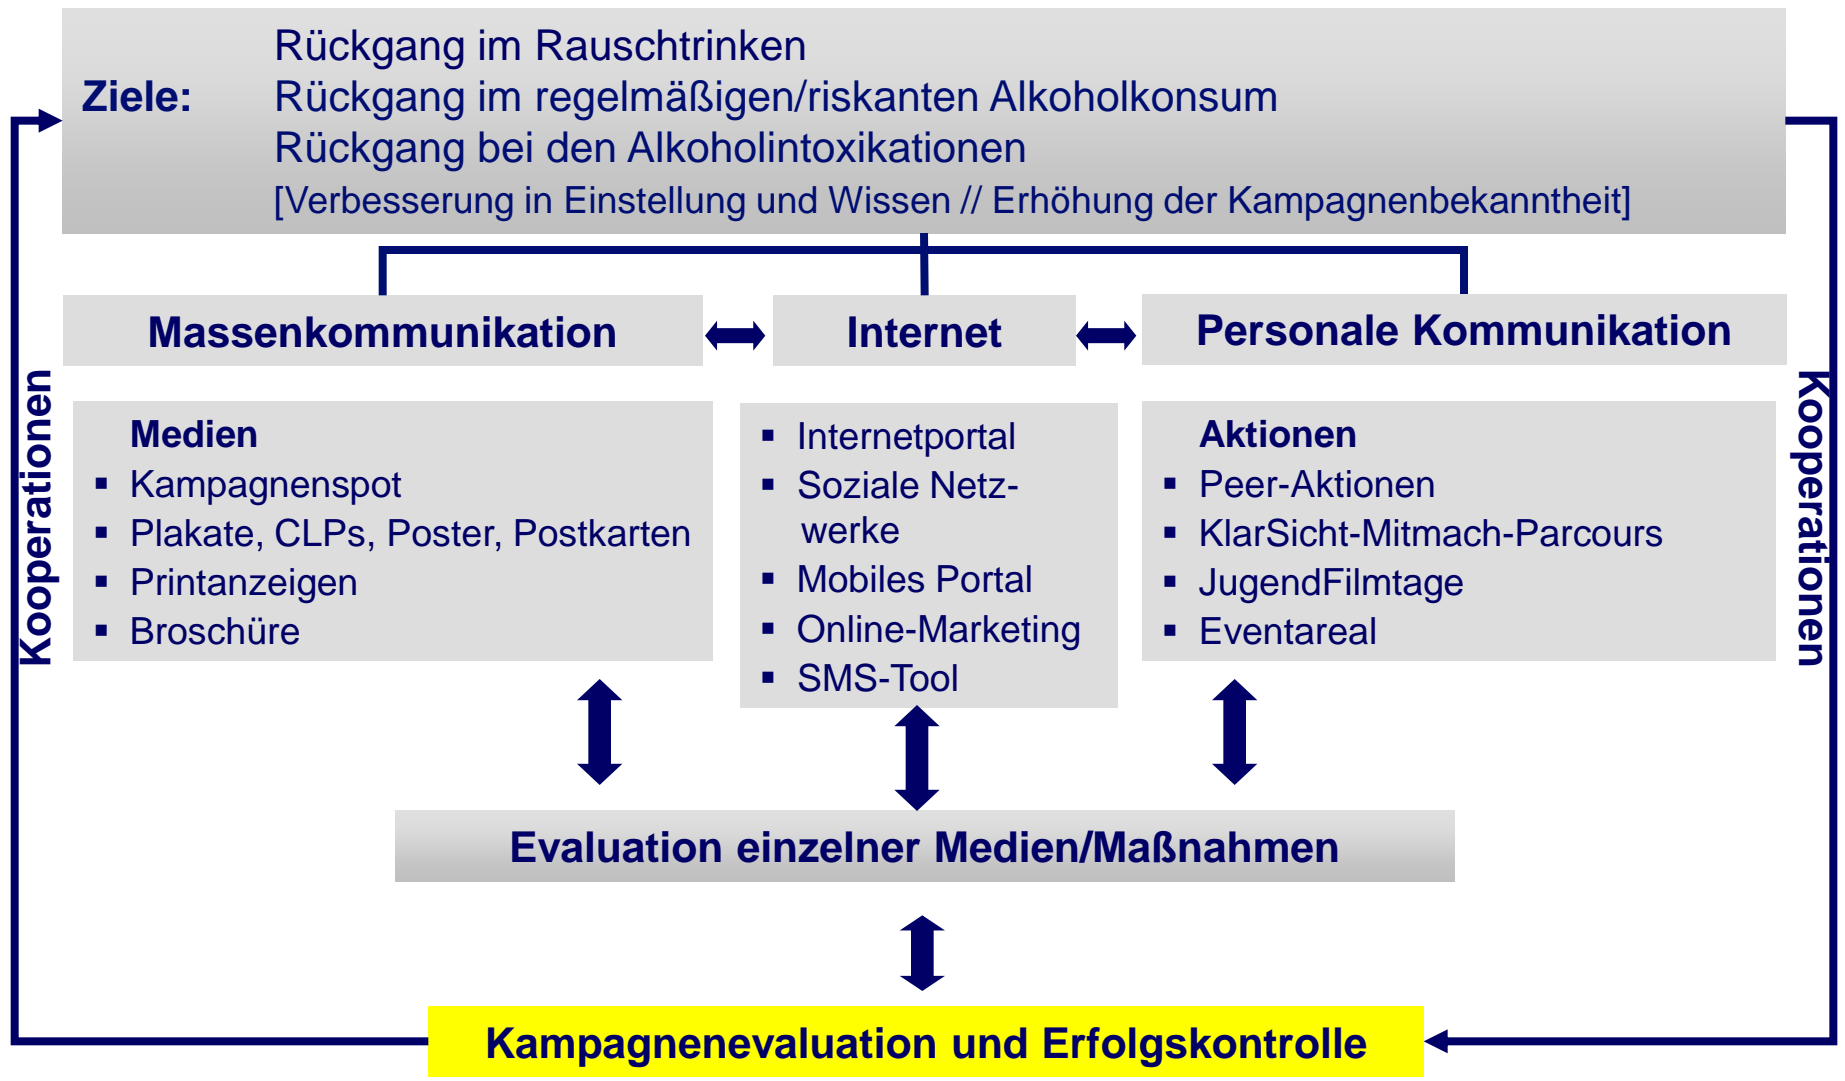 Rückgang im Rauschtrinken
Ziele: Rückgang im regelmäßigen/riskanten Alkoholkonsum
Rückgang bei den Alkoholintoxikationen
[Verbesserung in Einstellung und Wissen // Erhöhung der Kampagnenbekanntheit]
Massenkommunikation
Internet
Personale Kommunikation
Kooperationen
Medien
▪ Kampagnenspot
▪ Plakate, CLPs, Poster, Postkarten
▪ Printanzeigen
▪ Broschüre
▪ Internetportal
▪ Soziale Netz-
werke
▪ Mobiles Portal
▪ Online-Marketing
▪ SMS-Tool
Aktionen
▪ Peer-Aktionen
▪ KlarSicht-Mitmach-Parcours
▪ JugendFilmtage
▪ Eventareal
Kooperationen
Evaluation einzelner Medien/Maßnahmen
Kampagnenevaluation und Erfolgskontrolle